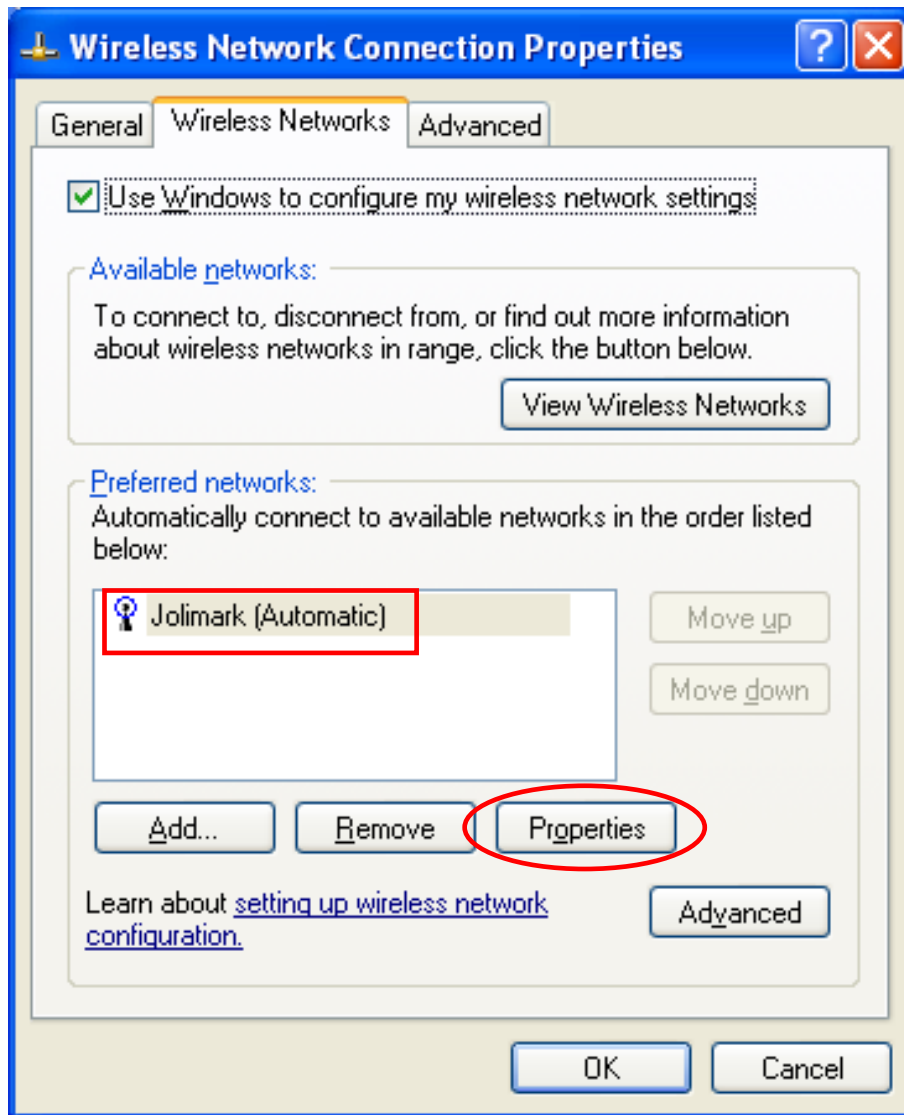 Wireless Network Connection Properties
General Wireless Networks Advanced
Use Windows to configure my wireless network settings
Available networks:
To connect to, disconnect from, or find out more information
about wireless networks in range, click the button below.
View Wireless Networks
Preferred networks:
Automatically connect to available networks in the order listed
below:
Jolimark (Automatic)
Move up
Move down
Add... Remove Properties
Learn about setting up wireless network
configuration.
Advanced
OK Cancel